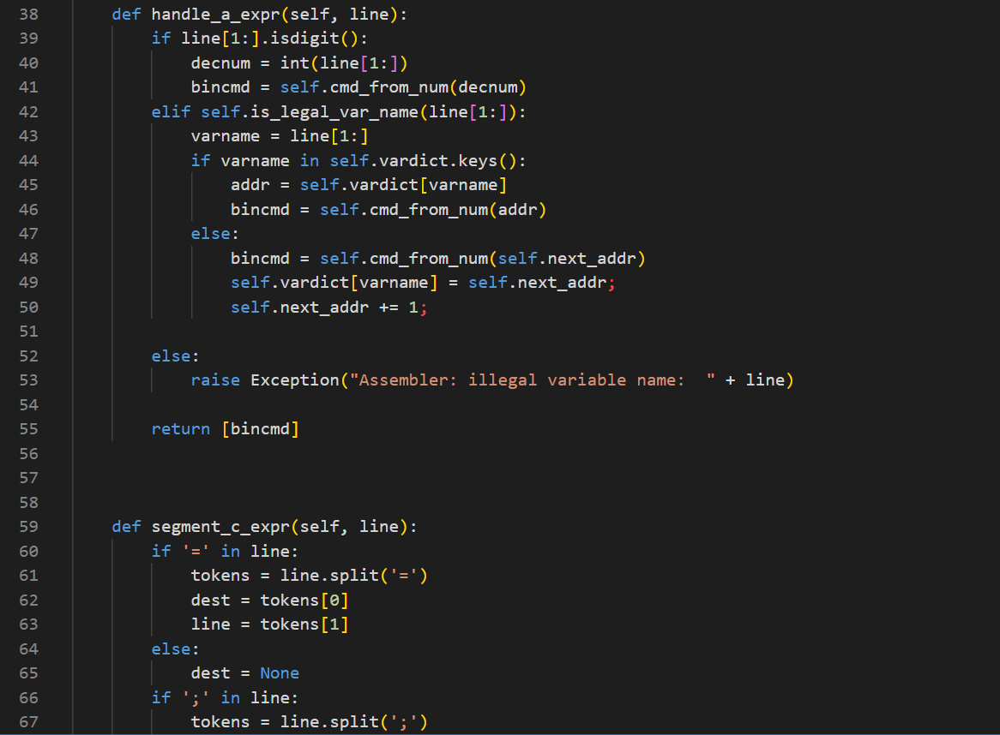 38 def handle_a_expr(self, line):
39 if line[1:].isdigit():
40 decnum = int(line[1:])
41 bincmd = self.cmd_from_num(decnum)
42 elif self.is_legal_var_name(line[1:]):
43 varname = line[1:]
44 if varname in self.vardict.keys():
45 addr = self.vardict[varname]
46 bincmd = self.cmd_from_num(addr)
47 else:
48 bincmd = self.cmd_from_num(self.next_addr)
49 self.vardict[varname] = self.next_addr;
50 self.next_addr += 1;
51
52 else:
53 raise Exception("Assembler: illegal variable name:  " + line)
54
55 return [bincmd]
56
57
58
59 def segment_c_expr(self, line):
60 if '=' in line:
61 tokens = line.split('=')
62 dest = tokens[0]
63 line = tokens[1]
64 else:
65 dest = None
66 if ';' in line:
67 tokens = line.split(';')